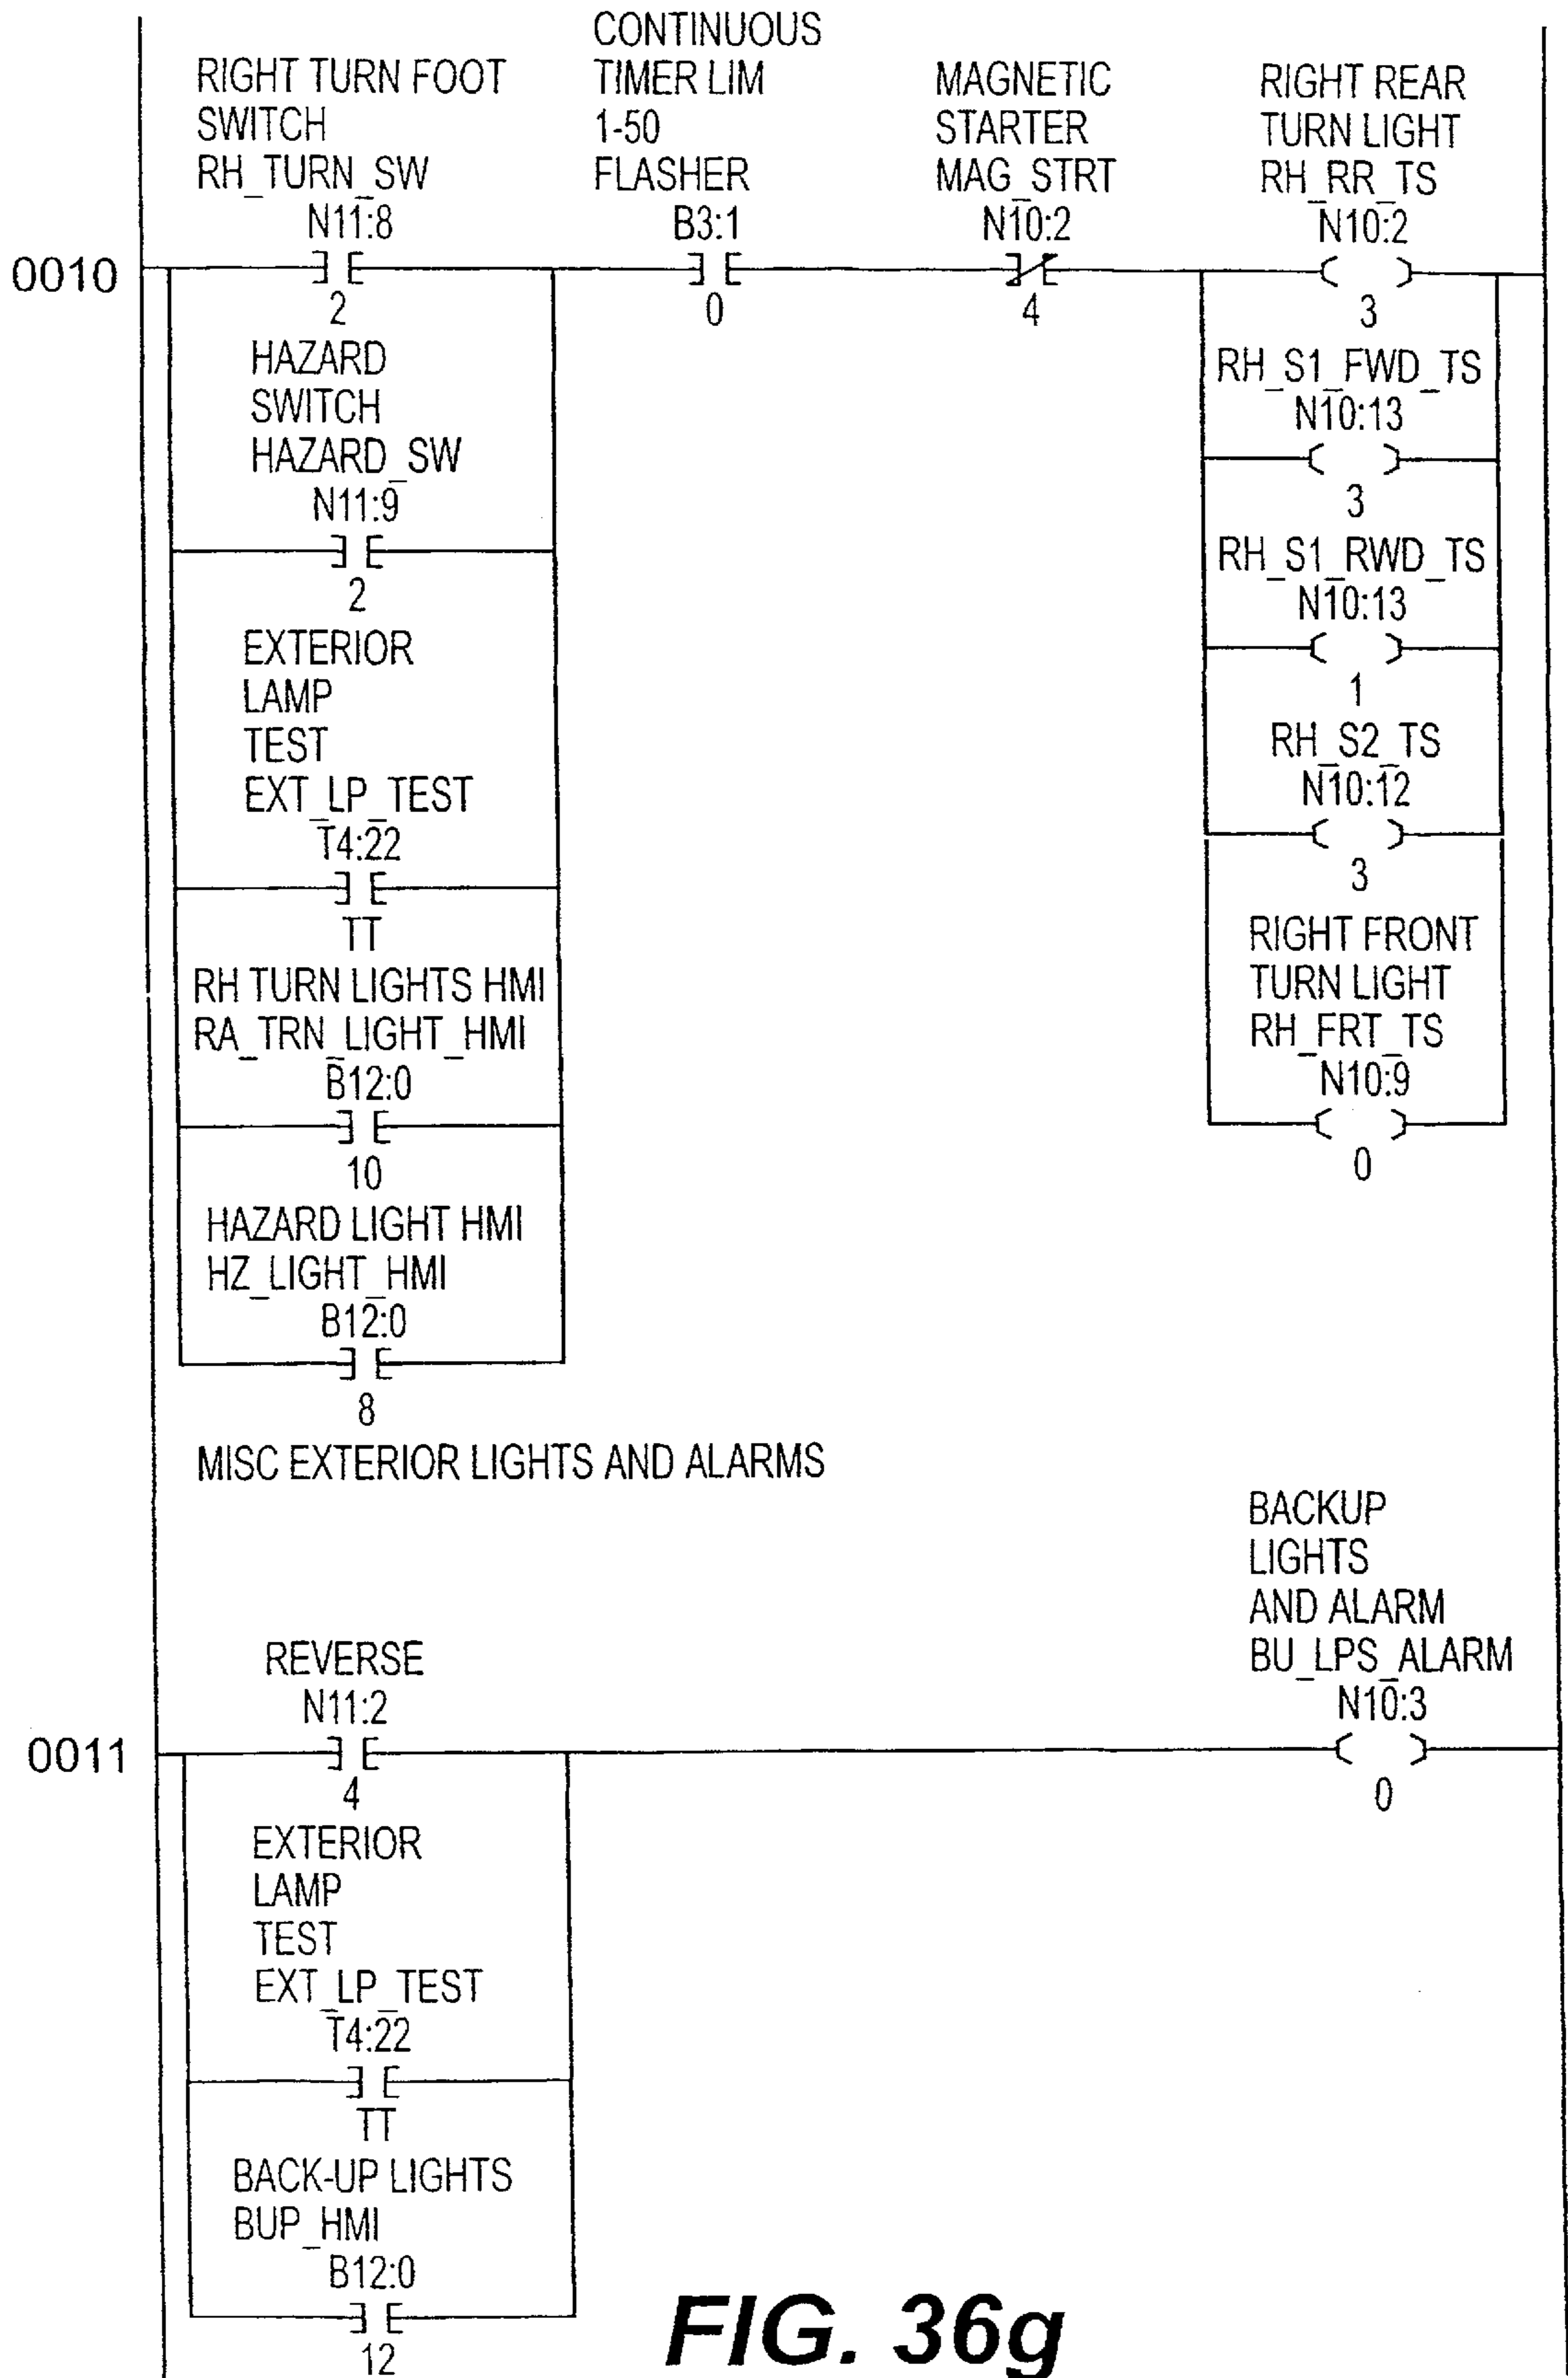 CONTINUOUS
RIGHT TURN FOOT TIMER LIM MAGNETIC RIGHT REAR
SWITCH 1-50 STARTER TURN LIGHT
RH_TURN_SW FLASHER MAG_STRT RH_RR_TS
N11:8 B3:1 N10:2 N10:2
0010
2 0 4 3
HAZARD
SWITCH
HAZARD_SW
N11:9
2
EXTERIOR
LAMP
TEST
EXT_LP_TEST
T4:22
TT
RH TURN LIGHTS HMI
RA_TRN_LIGHT_HMI
B12:0
10
HAZARD LIGHT HMI
HZ_LIGHT_HMI
B12:0
8
RH_S1_FWD_TS
N10:13
3
RH_S1_RWD_TS
N10:13
1
RH_S2_TS
N10:12
3
RIGHT FRONT
TURN LIGHT
RH_FRT_TS
N10:9
0
MISC EXTERIOR LIGHTS AND ALARMS
BACKUP
LIGHTS
AND ALARM
BU_LPS_ALARM
N10:3
0
REVERSE
N11:2
0011
4
EXTERIOR
LAMP
TEST
EXT_LP_TEST
T4:22
TT
BACK-UP LIGHTS
BUP_HMI
B12:0
12
FIG. 36g